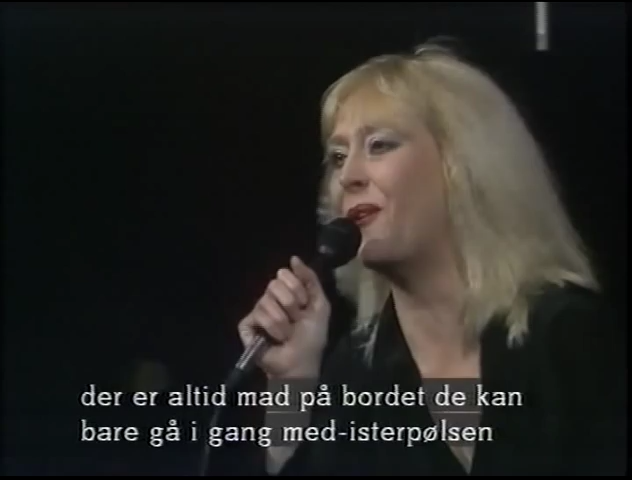 der er altid mad på bordet de kan
bare gå i gang med-isterpølsen